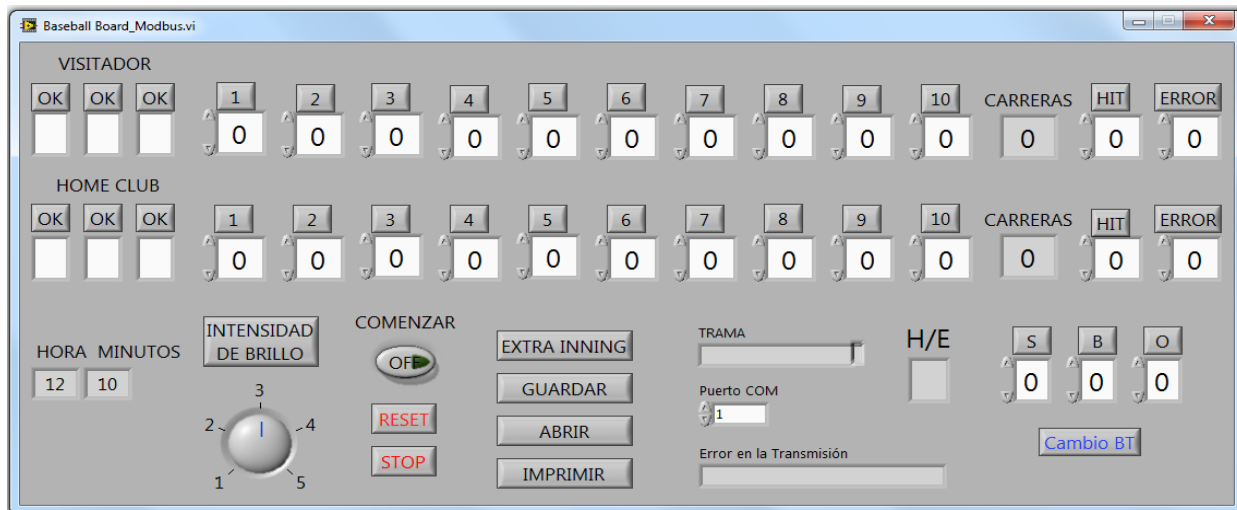 Baseball Board_Modbus.vi
VISITADOR
OK OK OK 1 2 3 4 5 6 7 8 9 10 CARRERAS HIT ERROR
0 0 0 0 0 0 0 0 0 0 0 0 0
HOME CLUB
OK OK OK 1 2 3 4 5 6 7 8 9 10 CARRERAS HIT ERROR
0 0 0 0 0 0 0 0 0 0 0 0 0
HORA MINUTOS
12 10
INTENSIDAD
DE BRILLO
3
2 4
1 5
COMENZAR
OFF
RESET
STOP
EXTRA INNING
GUARDAR
ABRIR
IMPRIMIR
TRAMA
Puerto COM
1
Error en la Transmisión
H/E
S B O
0 0 0
Cambio BT